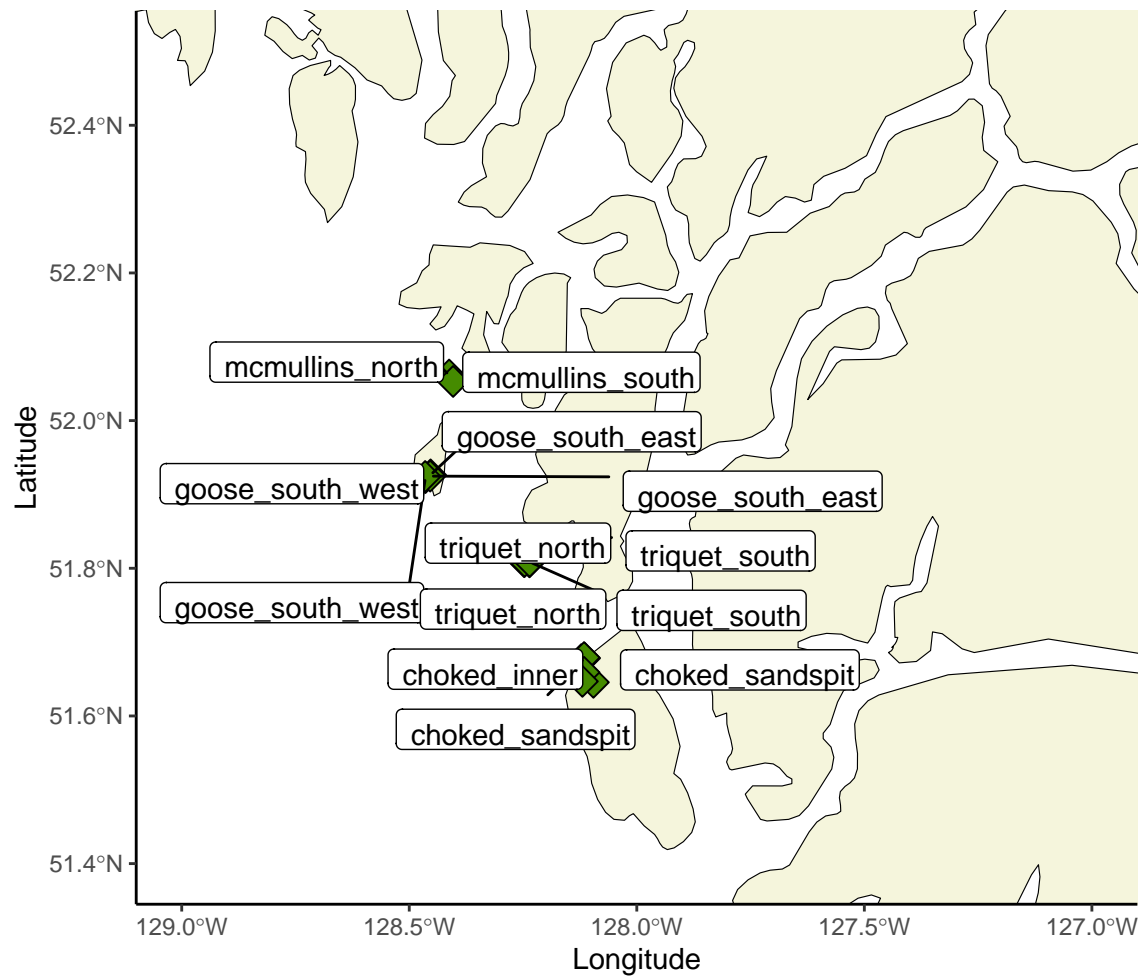 52.4°N
52.2°N
52.0°N
51.8°N
51.6°N
51.4°N
Latitude
mcmullins_north
mcmullins_south
goose_south_east
goose_south_west
goose_south_east
triquet_north
triquet_south
goose_south_west
triquet_north
triquet_south
choked_inner
choked_sandspit
choked_sandspit
129.0°W
128.5°W
128.0°W
127.5°W
127.0°W
Longitude